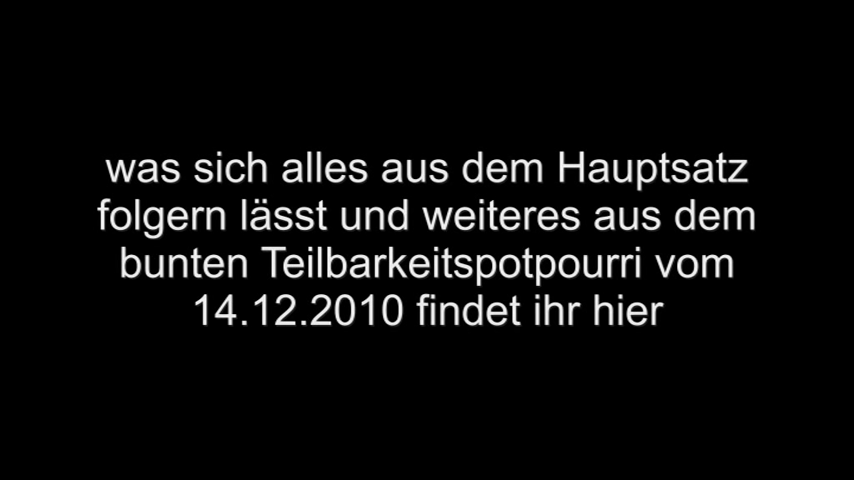 was sich alles aus dem Hauptsatz
folgern lässt und weiteres aus dem
bunten Teilbarkeitspotpourri vom
14.12.2010 findet ihr hier